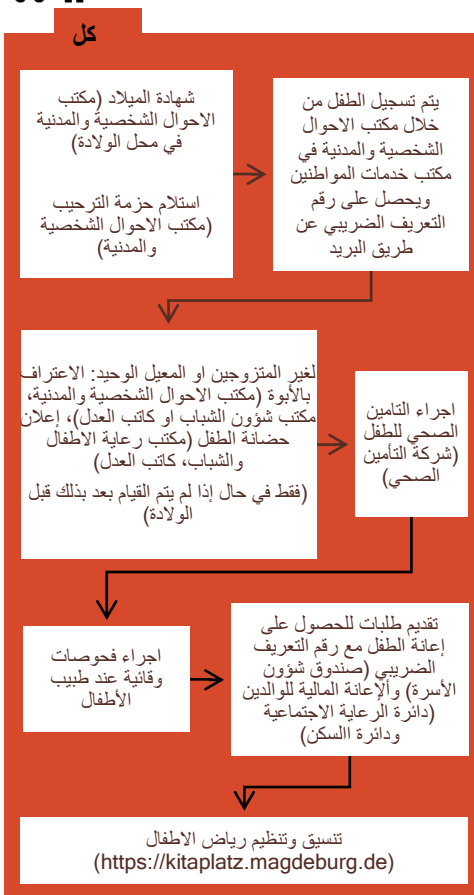 كل
شهادة الميلاد (مكتب
الاحوال الشخصية والمدنية
في محل الولادة)
استلام حزمة الترحيب
(مكتب الاحوال الشخصية
والمدنية)
يتم تسجيل الطفل من
خلال مكتب الاحوال
الشخصية والمدنية في
مكتب خدمات المواطنين
ويحصل على رقم
التعريف الضريبي عن
طريق البريد
لغير المتزوجين او المعيل الوحيد: الاعتراف
بالأبوة (مكتب الاحوال الشخصية والمدنية،
مكتب شؤون الشباب او كاتب العدل)، إعلان
حضانة الطفل (مكتب رعاية الاطفال
والشباب، كاتب العدل)
(فقط في حال إذا لم يتم القيام بعد بذلك قبل
الولادة)
اجراء التامين
الصحي للطفل
(شركة التأمين
الصحي)
اجراء فحوصات
وقائية عند طبيب
الأطفال
تقديم طلبات للحصول على
إعانة الطفل مع رقم التعريف
الضريبي (صندوق شؤون
الأسرة) وألإعانة المالية للوالدين
(دائرة الرعاية الاجتماعية
ودائرة االسكن)
تنسيق وتنظيم رياض الاطفال
(https://kitaplatz.magdeburg.de)